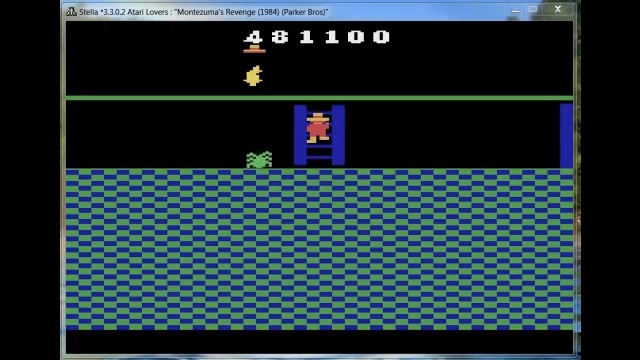 Stella *3.3.0.2 Atari Lovers : "Montezuma's Revenge (1984) (Parker Bros)"
481100